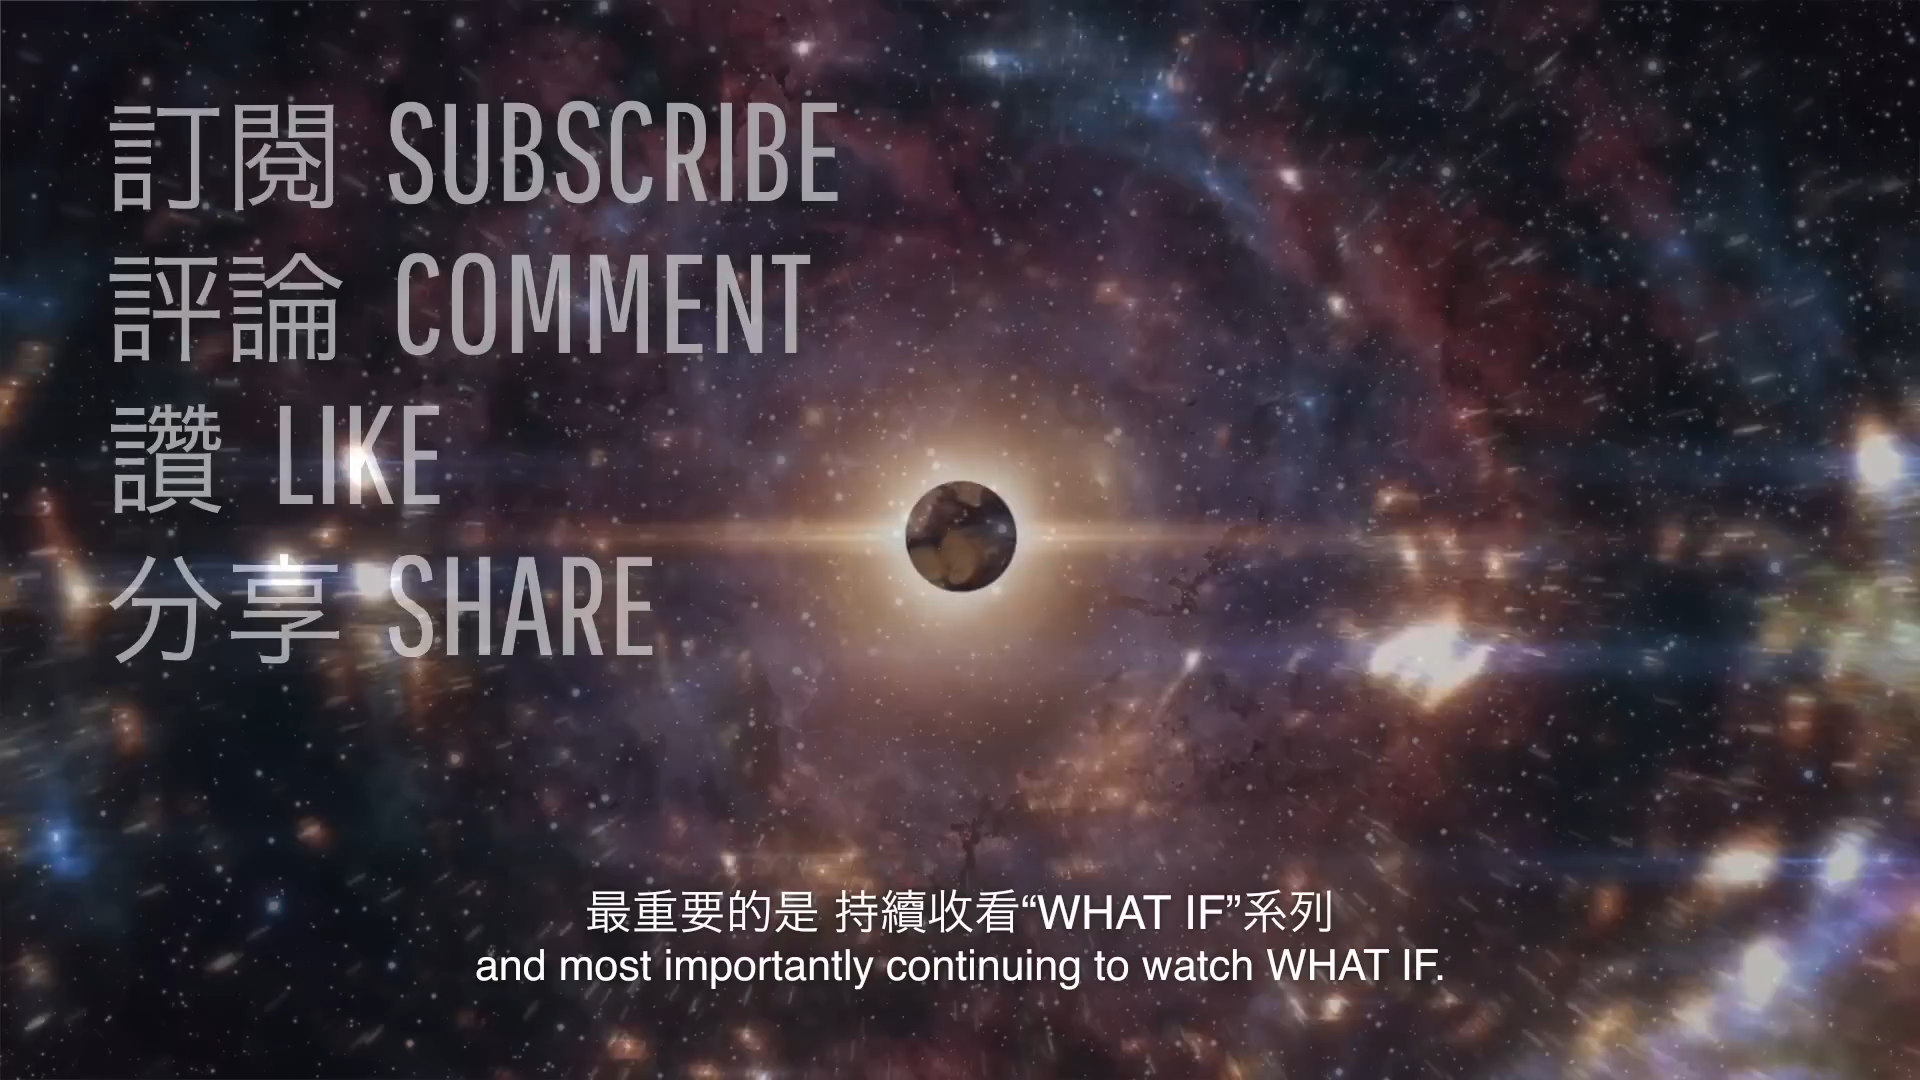 訂閱 SUBSCRIBE
評論 COMMENT
讚 LIKE
分享 SHARE
最重要的是 持續收看“WHAT IF”系列
and most importantly continuing to watch WHAT IF.